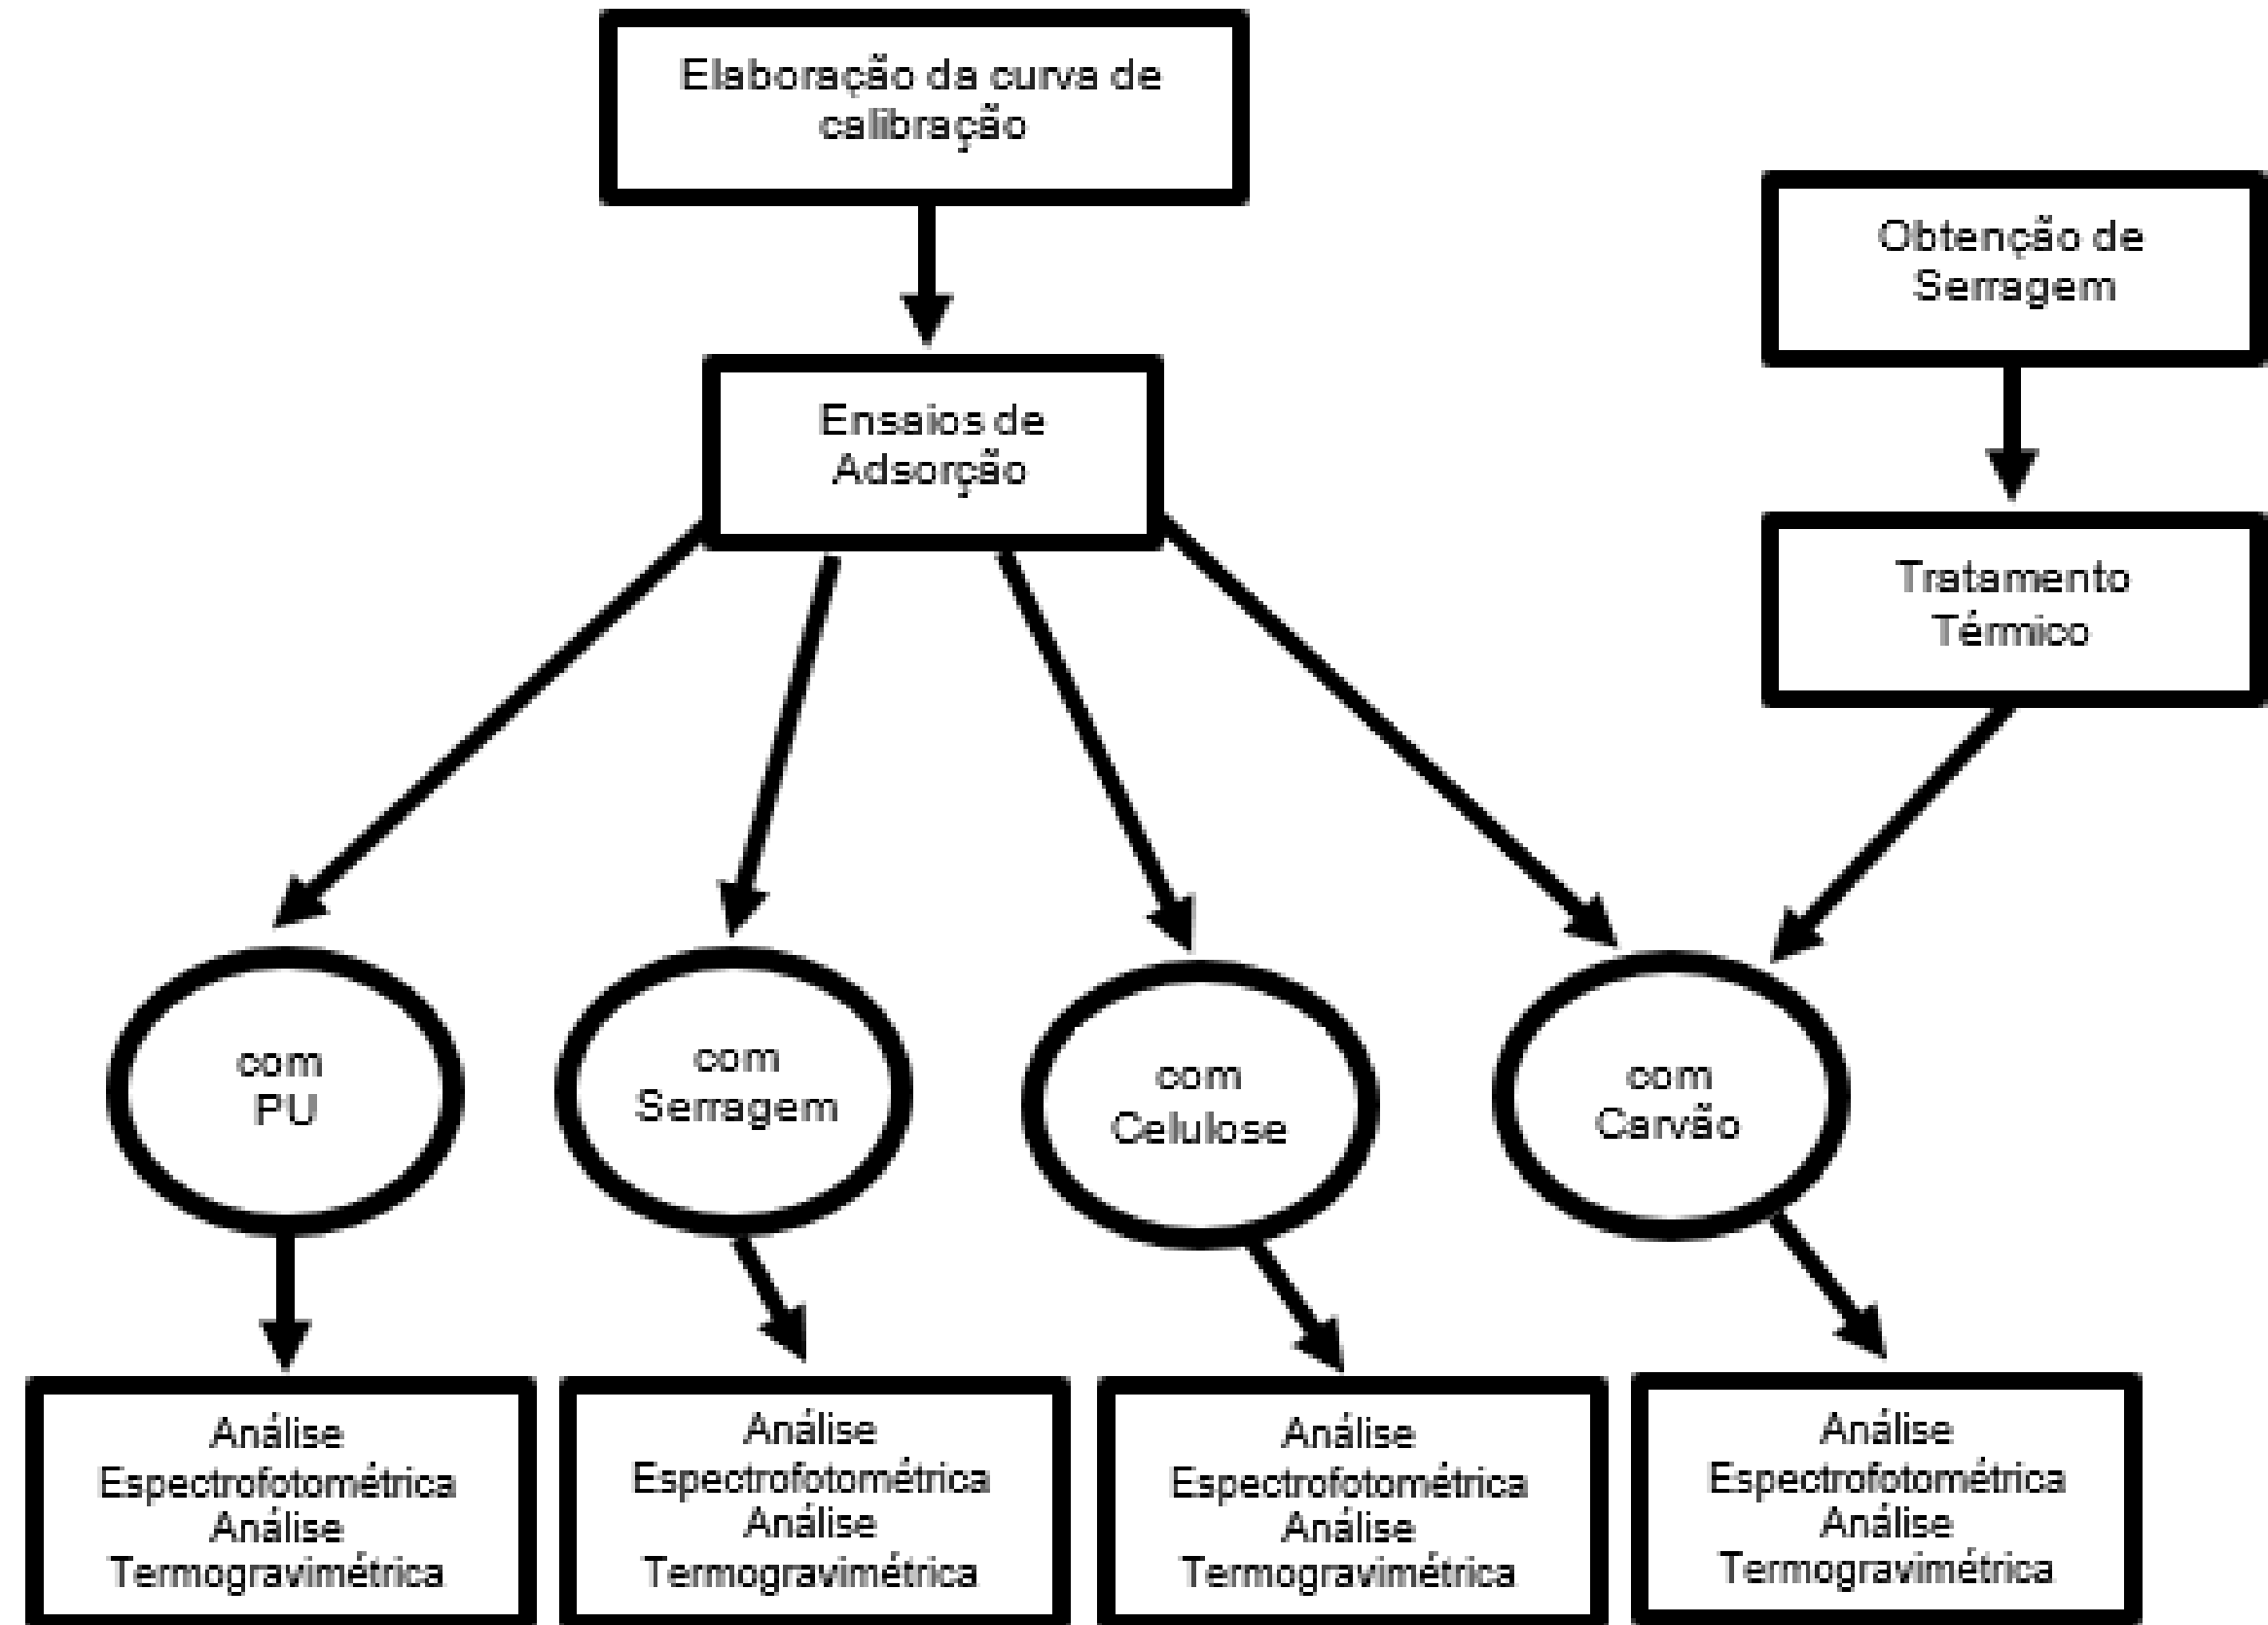 Elaboração da curva de
calibração
Obtenção de
Serragem
Ensaios de
Adsorção
Tratamento
Térmico
com
PU
com
Serragem
com
Celulose
com
Carvão
Análise
Espectrofotométrica
Análise
Termogravimétrica
Análise
Espectrofotométrica
Análise
Termogravimétrica
Análise
Espectrofotométrica
Análise
Termogravimétrica
Análise
Espectrofotométrica
Análise
Termogravimétrica